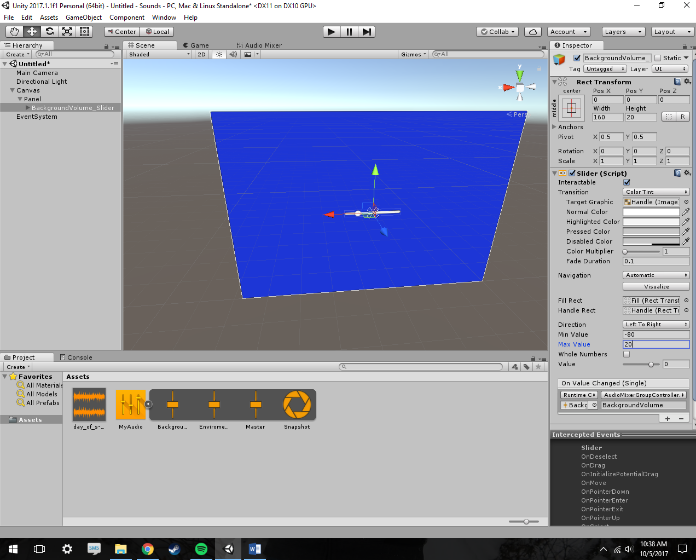 Unity 2017.1.1f1 Personal (64bit) - Untitled - Sounds - PC, Mac & Linux Standalone* <DX11 on DX10 GPU>
File Edit Assets GameObject Component Window Help
Center Local
Collab Account Layers Layout
Hierarchy
Create All
Untitled*
Main Camera
Directional Light
Canvas
Panel
BackgroundVolume_Slider
EventSystem
Scene Game Audio Mixer
Shaded 2D Gizmos All
y
x
Persp
Inspector
BackgroundVolume Static
Tag Untagged Layer UI
Rect Transform
center Pos X Pos Y Pos Z
middle
0 0 0
Width Height
160 20 R
Anchors
Pivot X 0.5 Y 0.5
Rotation X 0 Y 0 Z 0
Scale X 1 Y 1 Z 1
Slider (Script)
Interactable
Transition Color Tint
Target Graphic Handle (Image
Normal Color
Highlighted Color
Pressed Color
Disabled Color
Color Multiplier 1
Fade Duration 0.1
Navigation Automatic
Visualize
Fill Rect Fill (Rect Transf
Handle Rect Handle (Rect Tr
Direction Left To Right
Min Value -80
Max Value 20
Whole Numbers
Value 0
On Value Changed (Single)
Runtime C AudioMixerGroupController.
Backg BackgroundVolume
Intercepted Events
Slider
OnDeselect
OnDrag
OnInitializePotentialDrag
OnMove
OnPointerDown
OnPointerEnter
OnPointerExit
OnPointerUp
Project Console
Create
Favorites
All Materials
All Models
All Prefabs
Assets
Assets
MyAudio Backgrou... Envireme... Master Snapshot
10:38 AM
10/5/2017